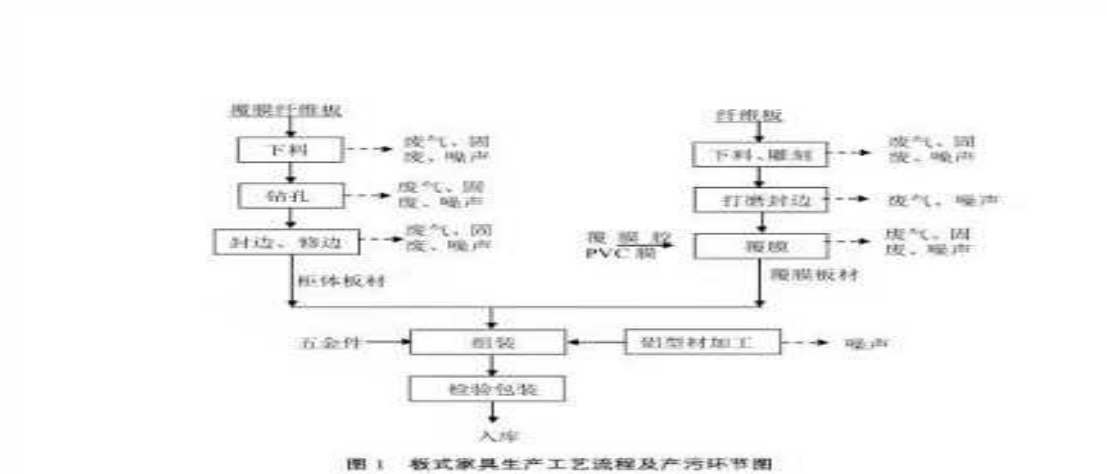 覆膜纤维板
下料
废气、固
废、噪声
钻孔
废气、固
废、噪声
封边、修边
废气、固
废、噪声
柜体板材
纤维板
下料、雕刻
废气、固
废、噪声
打磨封边
废气、噪声
覆膜胶
PVC膜
覆膜
废气、固
废、噪声
覆膜板材
五金件
组装
铝型材加工
噪声
检验包装
入库
图1 板式家具生产工艺流程及产污环节图